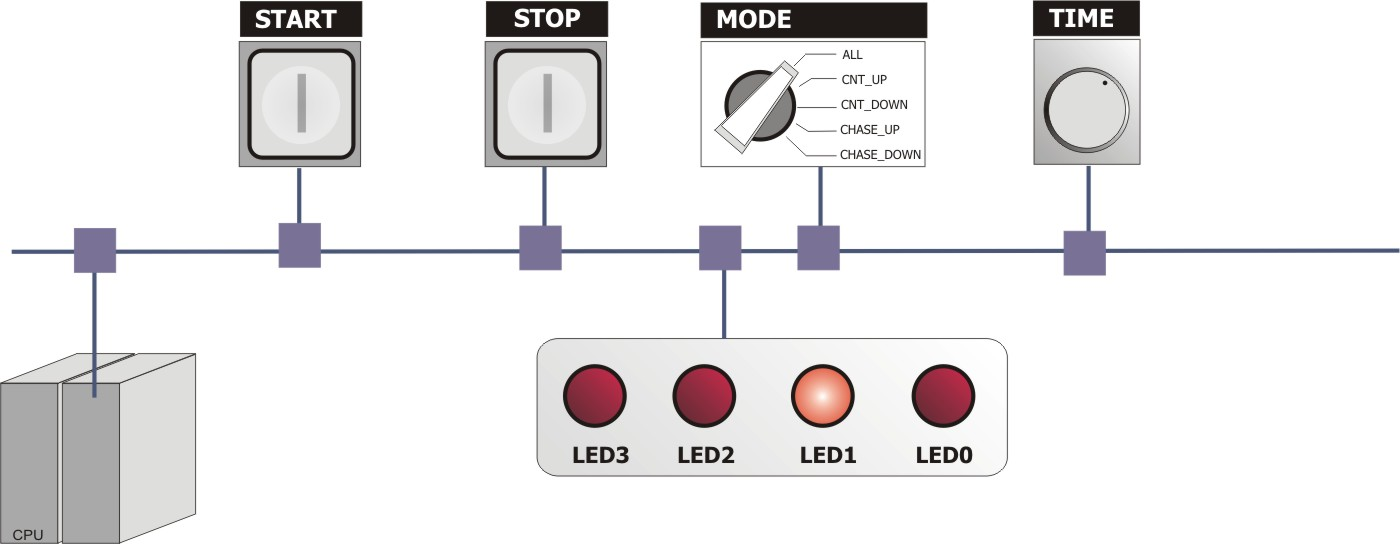 START
STOP
MODE
TIME
ALL
CNT_UP
CNT_DOWN
CHASE_UP
CHASE_DOWN
LED3
LED2
LED1
LED0
CPU